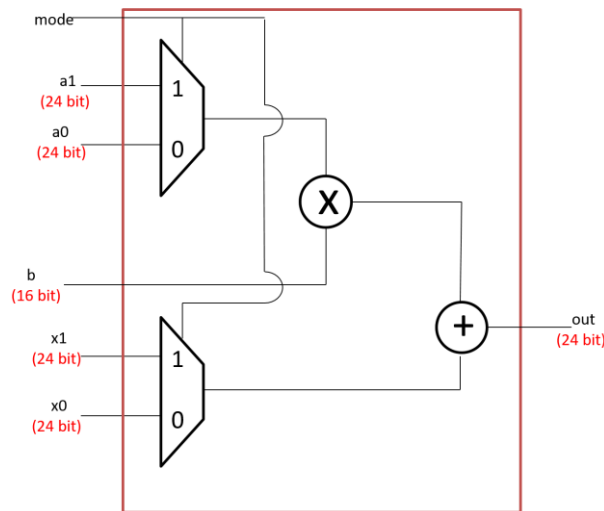 mode
a1
(24 bit)
1
a0
(24 bit)
0
X
b
(16 bit)
x1
(24 bit)
1
+
out
(24 bit)
x0
(24 bit)
0